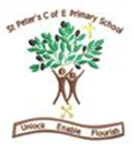 St Peter's C of E Primary School
Unlock Enable Flourish